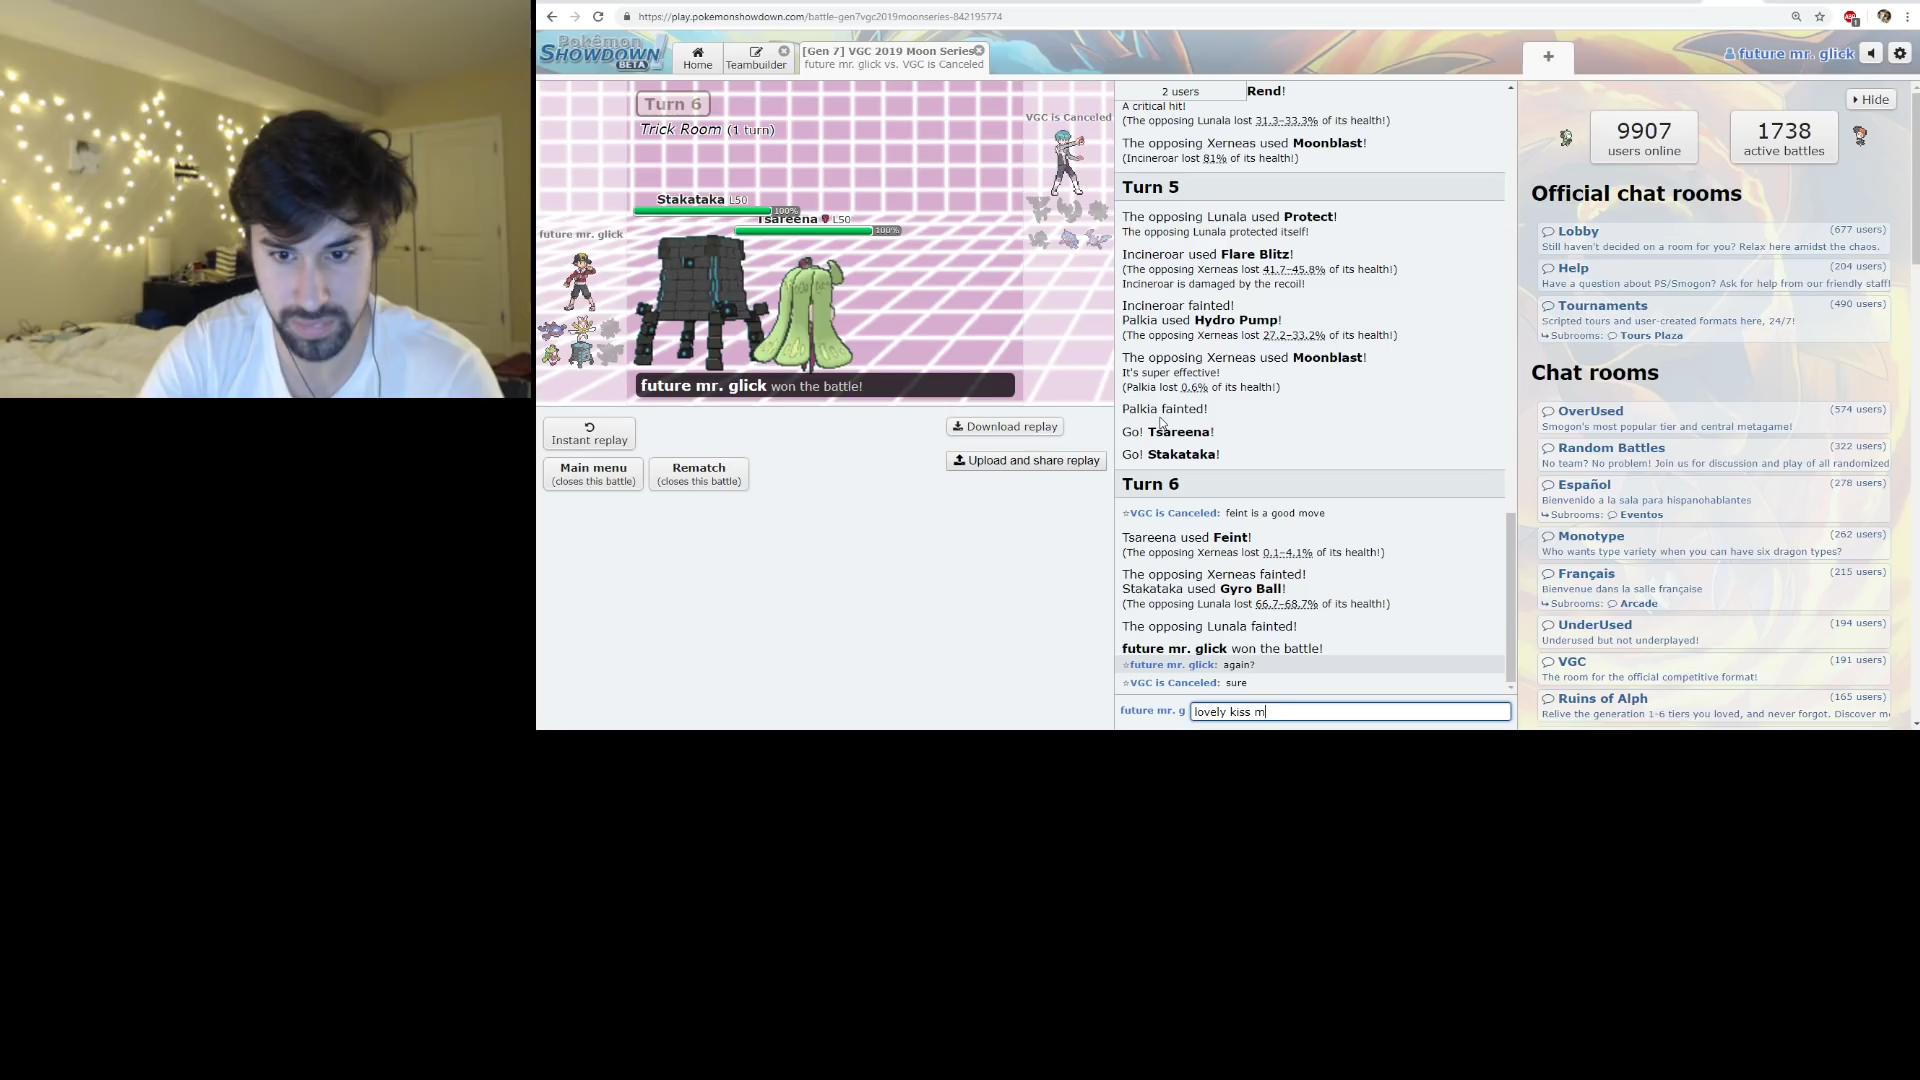 https://play.pokemonshowdown.com/battle-gen7vgc2019moonseries-842195774
Pokémon
SHOWDOWN
BETA
Home
Teambuilder
[Gen 7] VGC 2019 Moon Series
future mr. glick vs. VGC is Canceled
+
future mr. glick
Turn 6
Trick Room (1 turn)
VGC is Canceled
Stakataka L50
100%
Tsareena L50
100%
future mr. glick
future mr. glick won the battle!
Instant replay
Download replay
Upload and share replay
Main menu
(closes this battle)
Rematch
(closes this battle)
2 users
Rend!
A critical hit!
(The opposing Lunala lost 31.3–33.3% of its health!)
The opposing Xerneas used Moonblast!
(Incineroar lost 81% of its health!)
Turn 5
The opposing Lunala used Protect!
The opposing Lunala protected itself!
Incineroar used Flare Blitz!
(The opposing Xerneas lost 41.7–45.8% of its health!)
Incineroar is damaged by the recoil!
Incineroar fainted!
Palkia used Hydro Pump!
(The opposing Xerneas lost 27.2–33.2% of its health!)
The opposing Xerneas used Moonblast!
It's super effective!
(Palkia lost 0.6% of its health!)
Palkia fainted!
Go! Tsareena!
Go! Stakataka!
Turn 6
☆VGC is Canceled: feint is a good move
Tsareena used Feint!
(The opposing Xerneas lost 0.1–4.1% of its health!)
The opposing Xerneas fainted!
Stakataka used Gyro Ball!
(The opposing Lunala lost 66.7–68.7% of its health!)
The opposing Lunala fainted!
future mr. glick won the battle!
☆future mr. glick: again?
☆VGC is Canceled: sure
future mr. g
lovely kiss m
Hide
9907
users online
1738
active battles
Official chat rooms
Lobby
(677 users)
Still haven't decided on a room for you? Relax here amidst the chaos.
Help
(204 users)
Have a question about PS/Smogon? Ask for help from our friendly staff!
Tournaments
(490 users)
Scripted tours and user-created formats here, 24/7!
Subrooms: Tours Plaza
Chat rooms
OverUsed
(574 users)
Smogon's most popular tier and central metagame!
Random Battles
(322 users)
No team? No problem! Join us for discussion and play of all randomized
Español
(278 users)
Bienvenido a la sala para hispanohablantes
Subrooms: Eventos
Monotype
(262 users)
Who wants type variety when you can have six dragon types?
Français
(215 users)
Bienvenue dans la salle française
Subrooms: Arcade
UnderUsed
(194 users)
Underused but not underplayed!
VGC
(191 users)
The room for the official competitive format!
Ruins of Alph
(165 users)
Relive the generation 1-6 tiers you loved, and never forgot. Discover